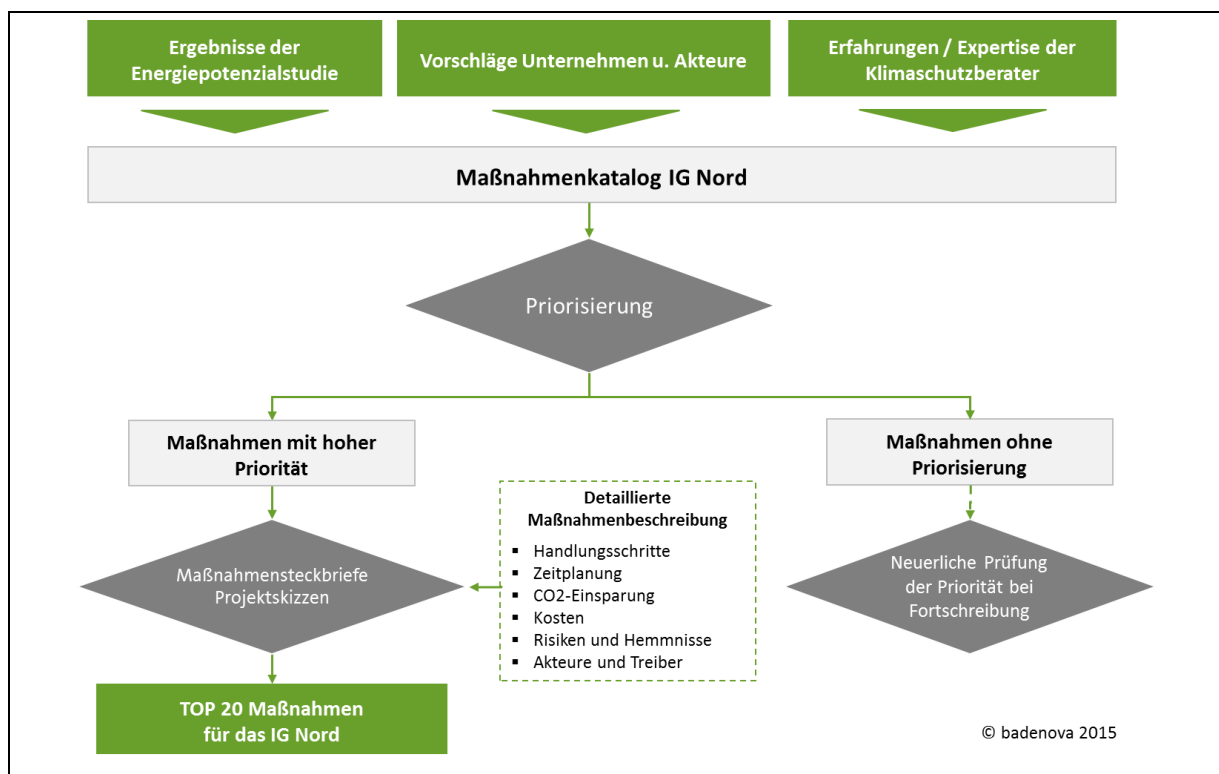 Ergebnisse der
Energiepotenzialstudie
Vorschläge Unternehmen u. Akteure
Erfahrungen / Expertise der
Klimaschutzberater
Maßnahmenkatalog IG Nord
Priorisierung
Maßnahmen mit hoher
Priorität
Maßnahmen ohne
Priorisierung
Detaillierte
Maßnahmenbeschreibung
▪ Handlungsschritte
▪ Zeitplanung
▪ CO2-Einsparung
▪ Kosten
▪ Risiken und Hemmnisse
▪ Akteure und Treiber
Maßnahmensteckbriefe
Projektskizzen
Neuerliche Prüfung
der Priorität bei
Fortschreibung
TOP 20 Maßnahmen
für das IG Nord
© badenova 2015